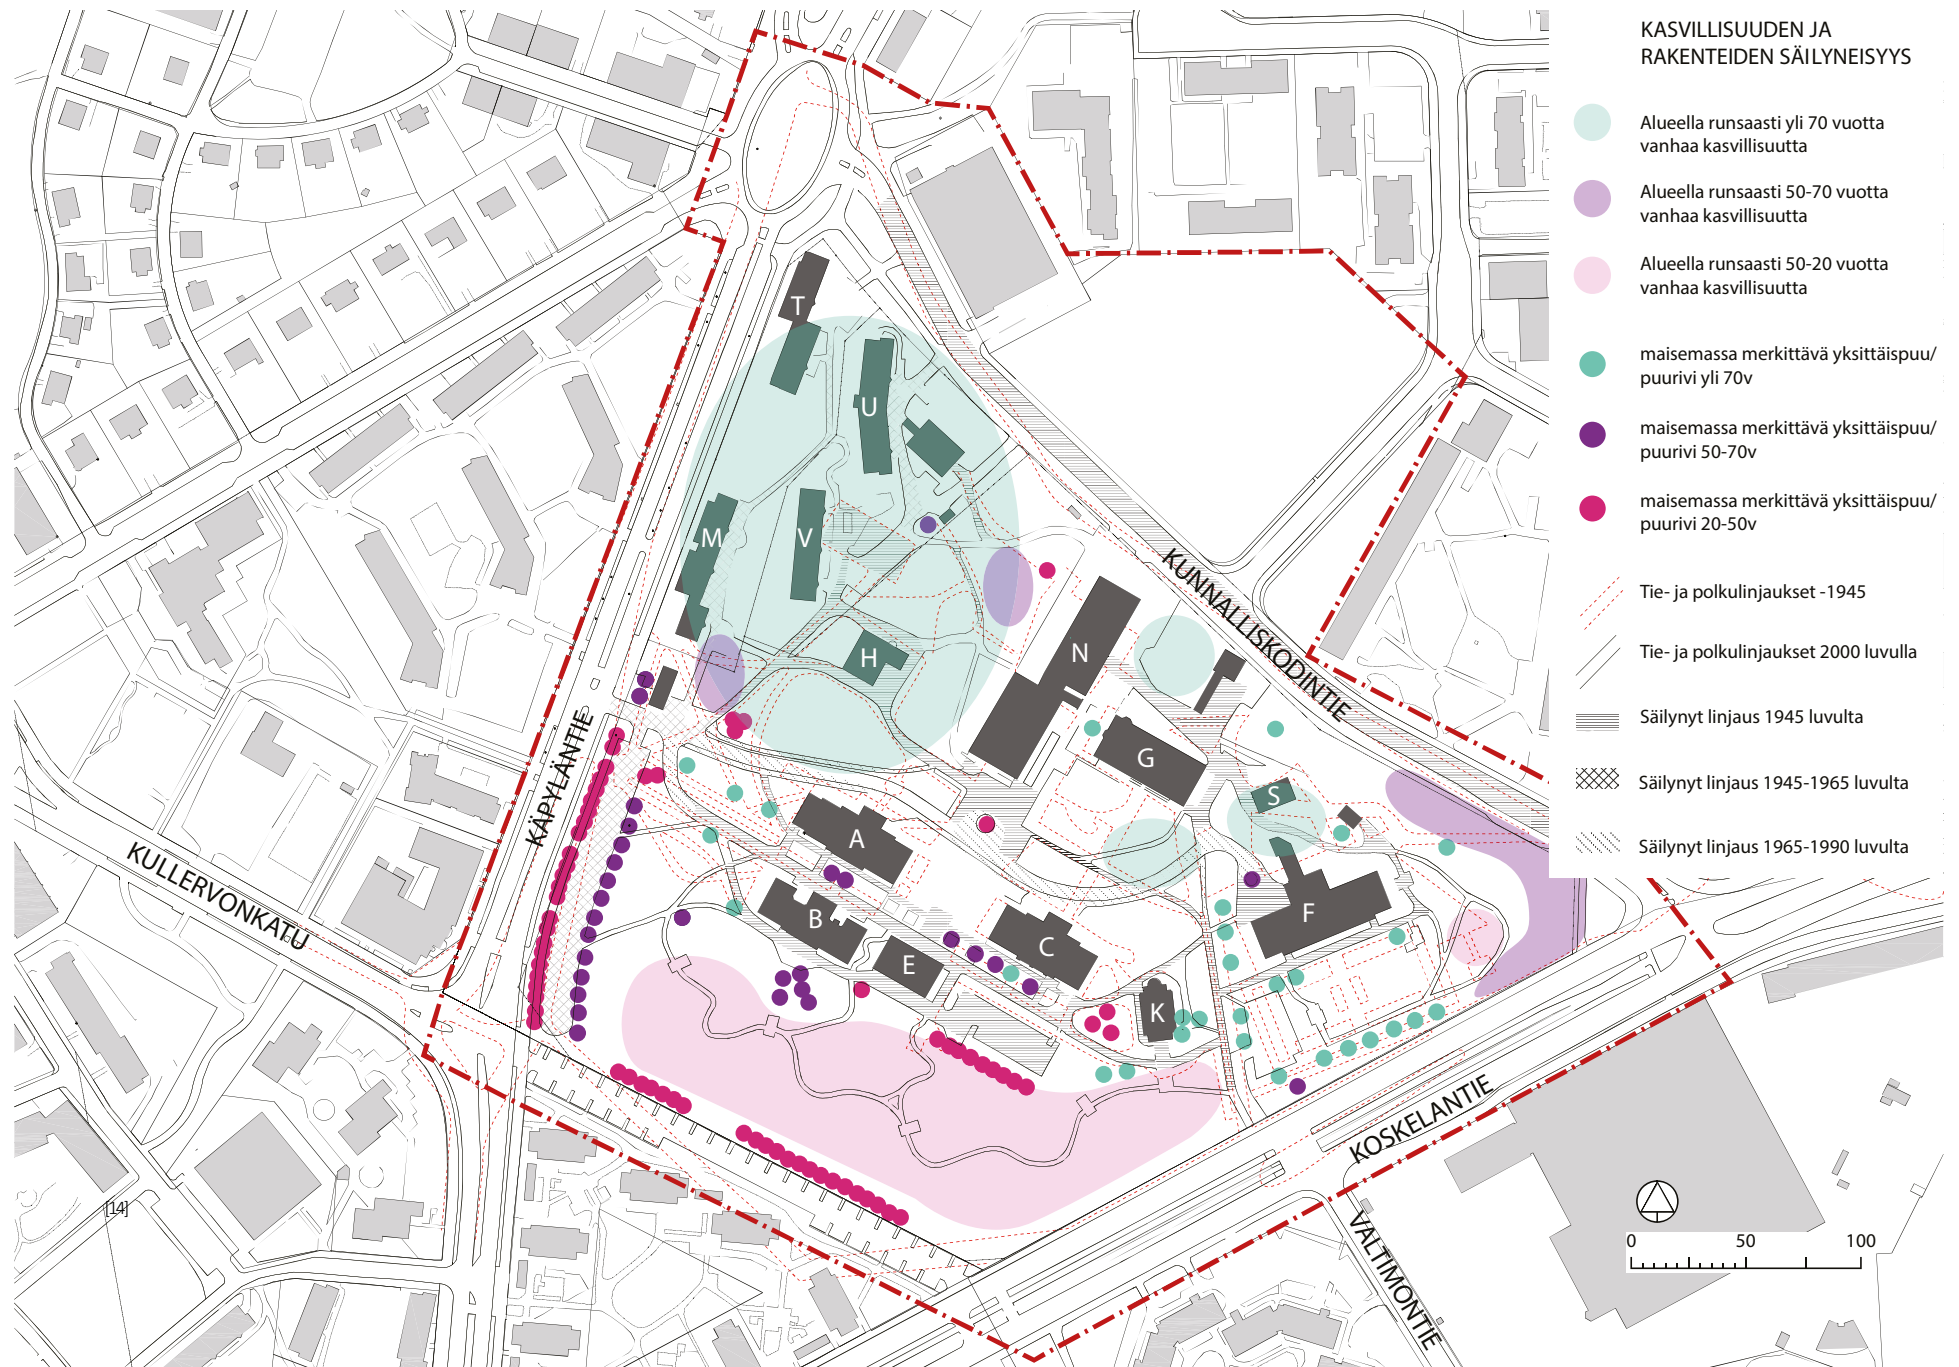 KASVILLISUUDEN JA
RAKENTEIDEN SÄILYNEISYYS
Alueella runsaasti yli 70 vuotta
vanhaa kasvillisuutta
Alueella runsaasti 50-70 vuotta
vanhaa kasvillisuutta
Alueella runsaasti 50-20 vuotta
vanhaa kasvillisuutta
maisemassa merkittävä yksittäispuu/
puurivi yli 70v
maisemassa merkittävä yksittäispuu/
puurivi 50-70v
maisemassa merkittävä yksittäispuu/
puurivi 20-50v
Tie- ja polkulinjaukset -1945
Tie- ja polkulinjaukset 2000 luvulla
Säilynyt linjaus 1945 luvulta
Säilynyt linjaus 1945-1965 luvulta
Säilynyt linjaus 1965-1990 luvulta
T
U
M
V
H
N
G
S
A
B
E
C
F
K
KUNNALLISKODINTIE
KÄPYLÄNTIE
KULLERVONKATU
KOSKELANTIE
VALTIMONTIE
[14]
0 50 100